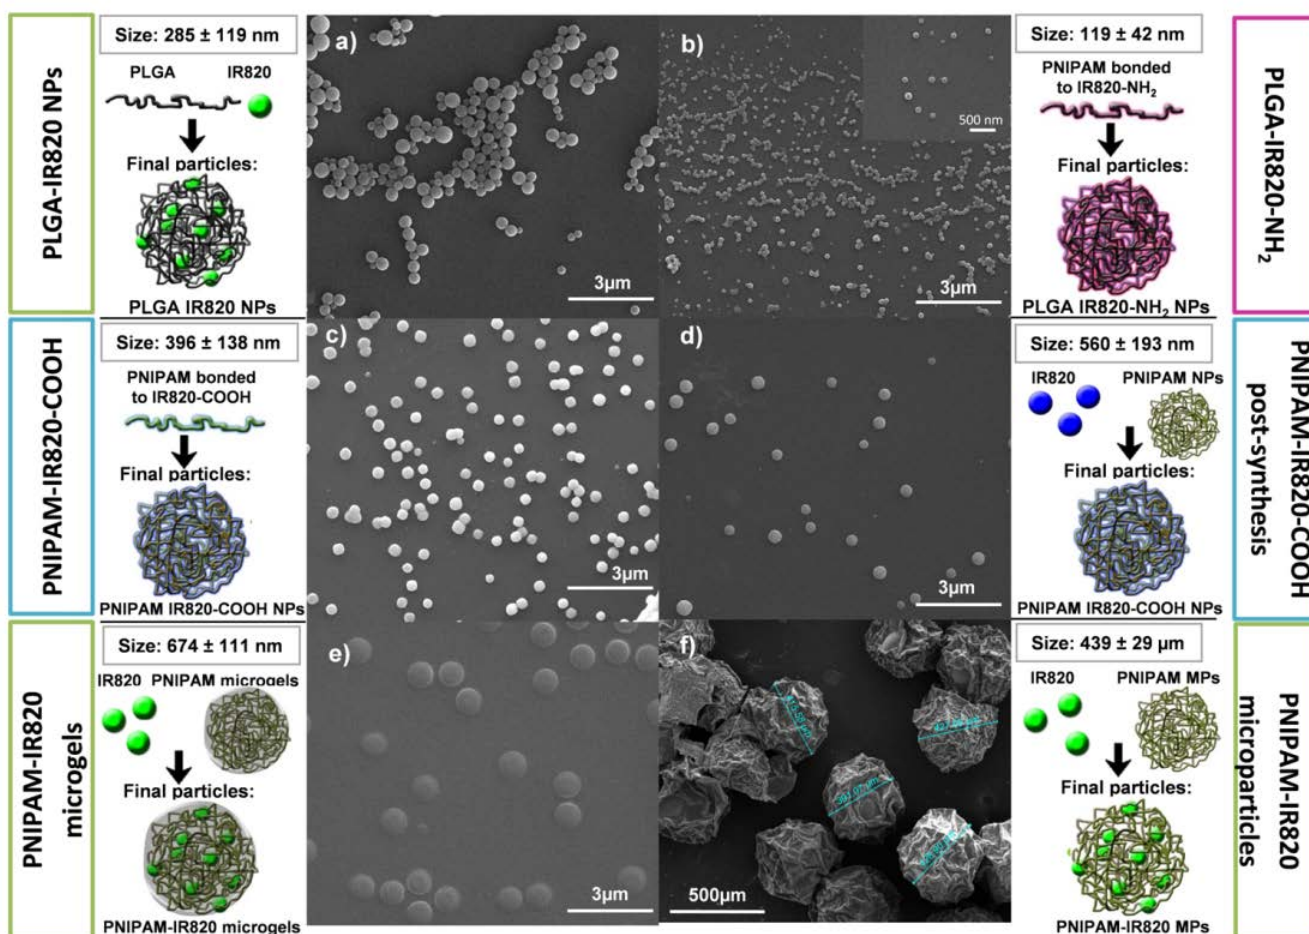 PLGA-IR820 NPs
Size: 285 ± 119 nm
PLGA IR820
Final particles:
PLGA IR820 NPs
a)
3µm
b)
500 nm
3µm
Size: 119 ± 42 nm
PNIPAM bonded
to IR820-NH₂
Final particles:
PLGA IR820-NH₂ NPs
PLGA-IR820-NH₂
PNIPAM-IR820-COOH
Size: 396 ± 138 nm
PNIPAM bonded
to IR820-COOH
Final particles:
PNIPAM IR820-COOH NPs
c)
3µm
d)
3µm
Size: 560 ± 193 nm
IR820 PNIPAM NPs
Final particles:
PNIPAM IR820-COOH NPs
PNIPAM-IR820-COOH
post-synthesis
PNIPAM-IR820
microgels
Size: 674 ± 111 nm
IR820 PNIPAM microgels
Final particles:
PNIPAM-IR820 microgels
e)
3µm
f)
500µm
Size: 439 ± 29 µm
IR820 PNIPAM MPs
Final particles:
PNIPAM-IR820 MPs
PNIPAM-IR820
microparticles